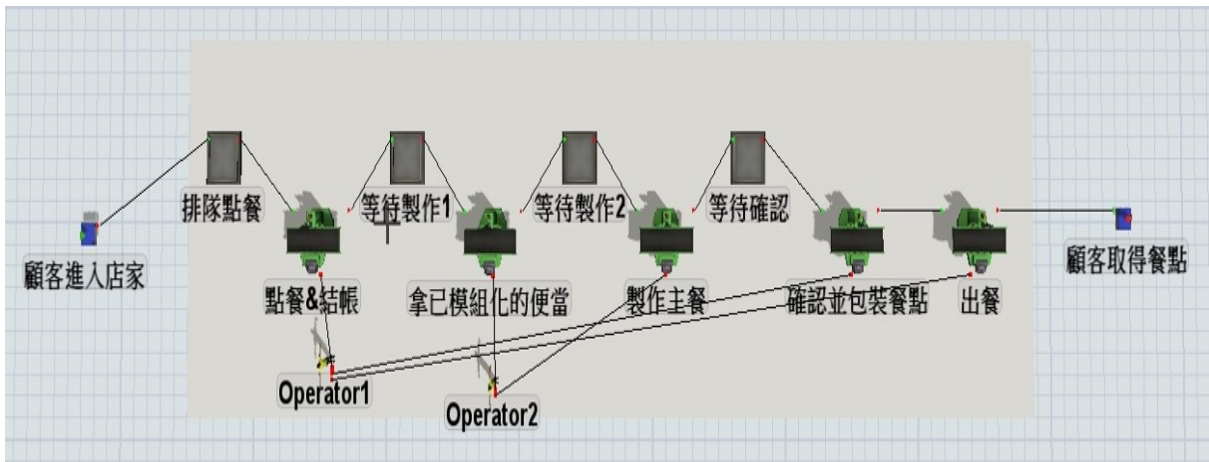 排隊點餐
等待製作1
等待製作2
等待確認
顧客進入店家
點餐&結帳
拿已模組化的便當
製作主餐
確認並包裝餐點
出餐
顧客取得餐點
Operator1
Operator2